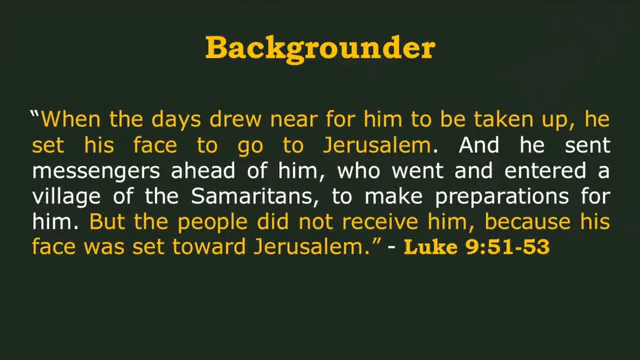 Backgrounder
“When the days drew near for him to be taken up, he
set his face to go to Jerusalem. And he sent
messengers ahead of him, who went and entered a
village of the Samaritans, to make preparations for
him. But the people did not receive him, because his
face was set toward Jerusalem.” - Luke 9:51-53